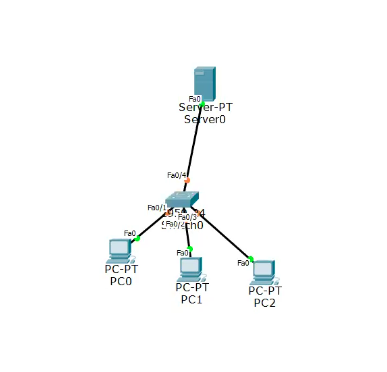 Fa0
Server-PT
Server0
Fa0/4
Fa0/1
Fa0/3
Fa0
PC-PT
PC0
Fa0
PC-PT
PC1
Fa0
PC-PT
PC2